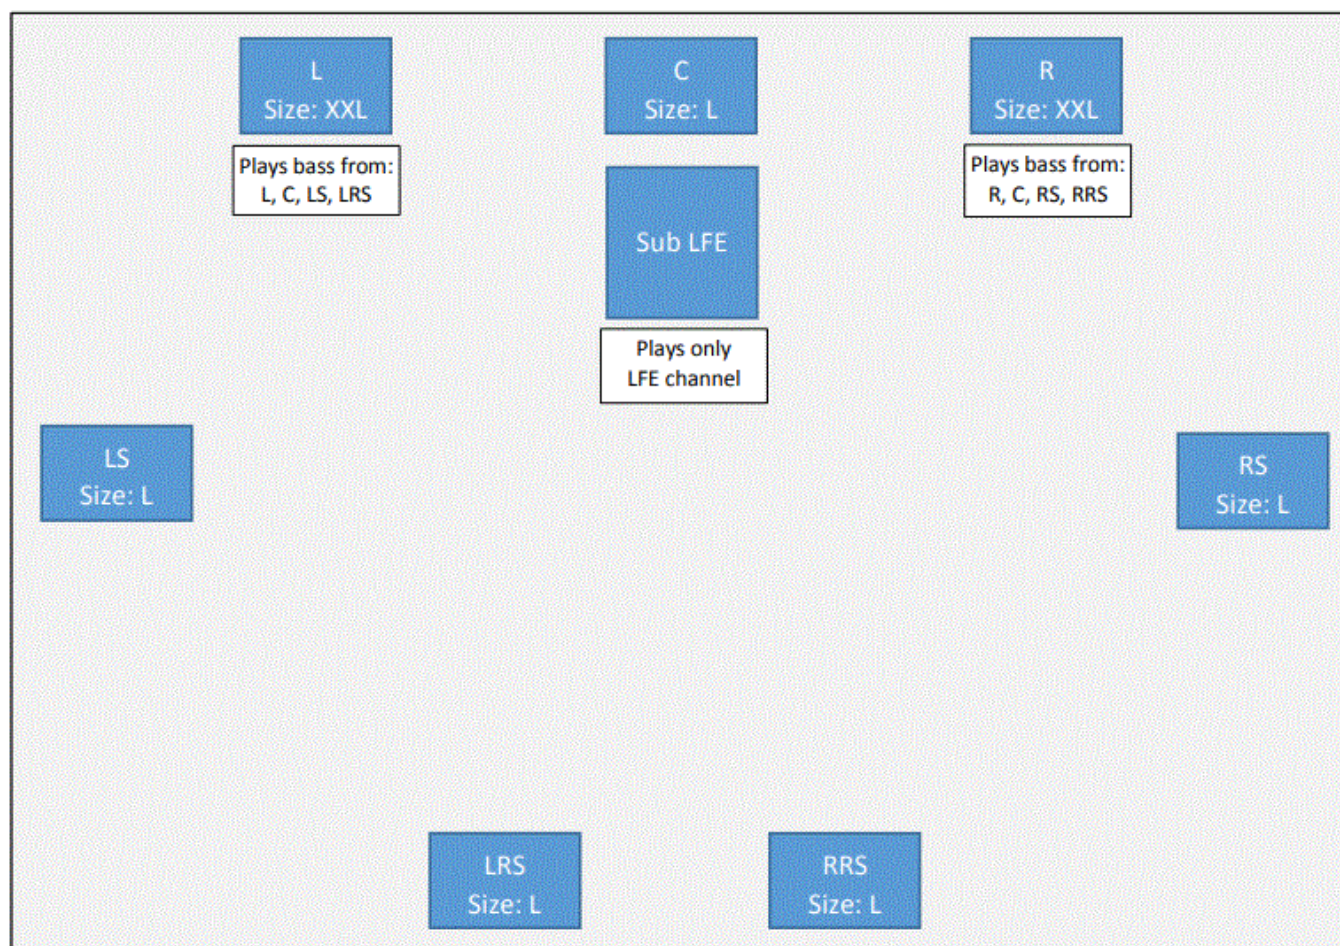 L
Size: XXL
C
Size: L
R
Size: XXL
Plays bass from:
L, C, LS, LRS
Plays bass from:
R, C, RS, RRS
Sub LFE
Plays only
LFE channel
LS
Size: L
RS
Size: L
LRS
Size: L
RRS
Size: L